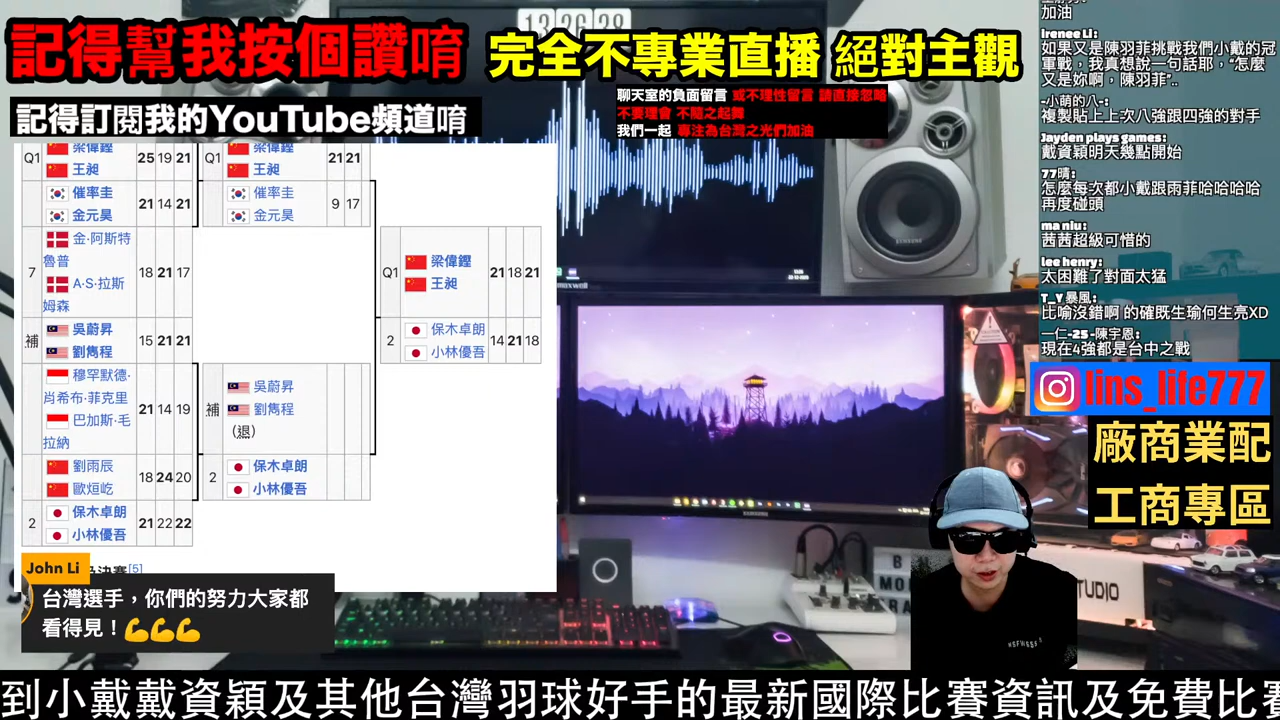 13 26 28
記得幫我按個讚唷
完全不專業直播 絕對主觀
記得訂閱我的YouTube頻道唷
聊天室的負面留言 或不理性留言 請直接忽略
不要理會 不隨之起舞
我們一起 專注為台灣之光們加油
Q1 梁偉鏗 25 19 21
王昶
催率圭 21 14 21
金元昊
7 金·阿斯特 18 21 17
魯普
A·S·拉斯
姆森
補 吳蔚昇 15 21 21
劉雋程
穆罕默德· 21 14 19
肖希布·菲克里
巴加斯·毛
拉納
劉雨辰 18 24 20
歐烜屹
2 保木卓朗 21 22 22
小林優吾
Q1 梁偉鏗 21 21
王昶
催率圭 9 17
金元昊
補 吳蔚昇
劉雋程
(退)
2 保木卓朗
小林優吾
Q1 梁偉鏗 21 18 21
王昶
2 保木卓朗 14 21 18
小林優吾
決賽[5]
John Li
台灣選手，你們的努力大家都
看得見！💪💪💪
加油
Irenee Li:
如果又是陳羽菲挑戰我們小戴的冠
軍戰，我真想說一句話耶，“怎麼
又是妳啊，陳羽菲”..
-小萌的八-:
複製貼上上次八強跟四強的對手
Jayden plays games:
戴資穎明天幾點開始
77晴:
怎麼每次都小戴跟雨菲哈哈哈哈
再度碰頭
ma niu:
茜茜超級可惜的
lee henry:
太困難了對面太猛
T_Y暴風:
比喻沒錯啊 的確既生瑜何生亮XD
一仁-25 -陳宇恩:
現在4強都是台中之戰
lins_life777
廠商業配
工商專區
SAMSUNG
STUDIO
到小戴戴資穎及其他台灣羽球好手的最新國際比賽資訊及免費比賽